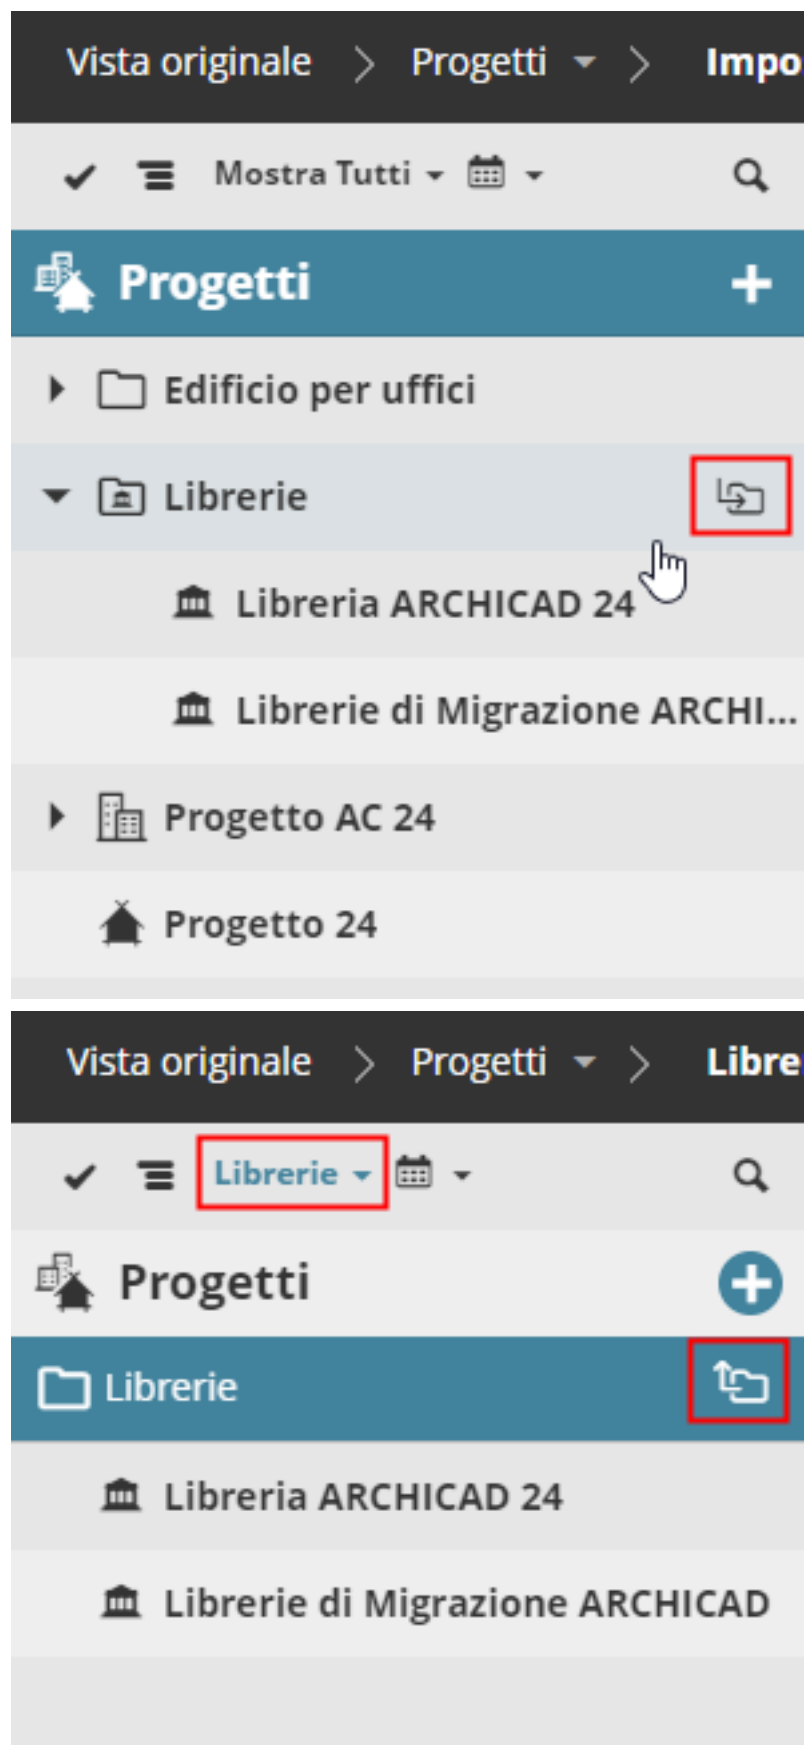 Vista originale > Progetti > Impo
Mostra Tutti
Progetti
Edificio per uffici
Librerie
Libreria ARCHICAD 24
Librerie di Migrazione ARCHI...
Progetto AC 24
Progetto 24
Vista originale > Progetti > Libre
Librerie
Progetti
Librerie
Libreria ARCHICAD 24
Librerie di Migrazione ARCHICAD